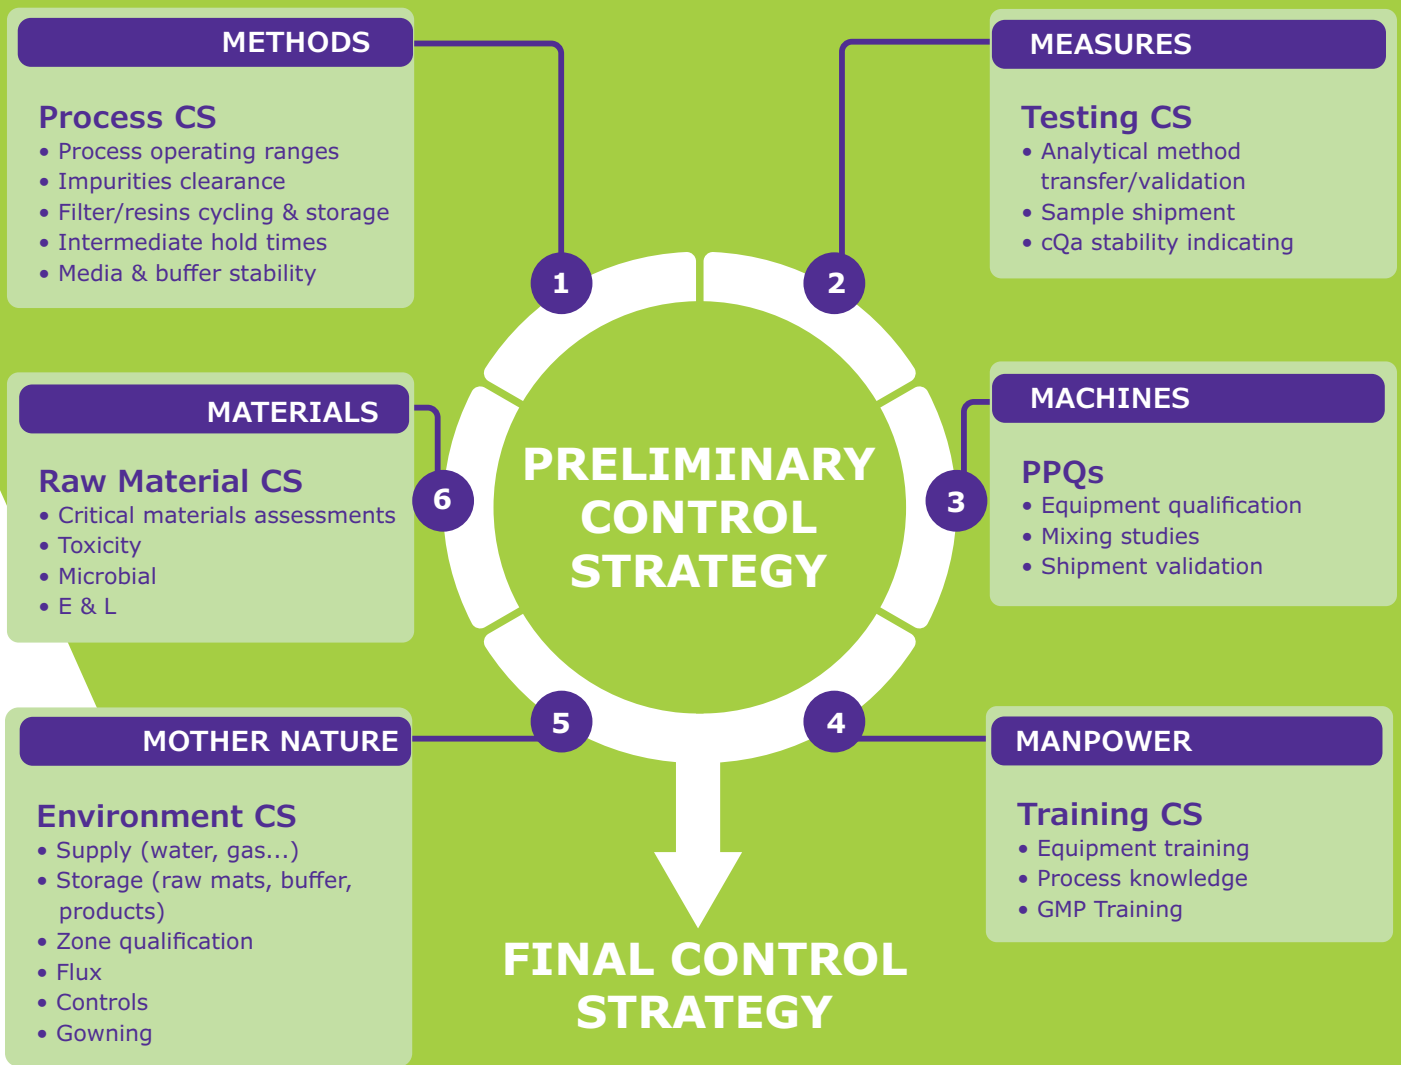 METHODS
Process CS
• Process operating ranges
• Impurities clearance
• Filter/resins cycling & storage
• Intermediate hold times
• Media & buffer stability
MEASURES
Testing CS
• Analytical method
transfer/validation
• Sample shipment
• cQa stability indicating
1
2
MATERIALS
Raw Material CS
• Critical materials assessments
• Toxicity
• Microbial
• E & L
6
PRELIMINARY
CONTROL
STRATEGY
3
MACHINES
PPQs
• Equipment qualification
• Mixing studies
• Shipment validation
MOTHER NATURE
Environment CS
• Supply (water, gas...)
• Storage (raw mats, buffer,
products)
• Zone qualification
• Flux
• Controls
• Gowning
5
4
MANPOWER
Training CS
• Equipment training
• Process knowledge
• GMP Training
FINAL CONTROL
STRATEGY